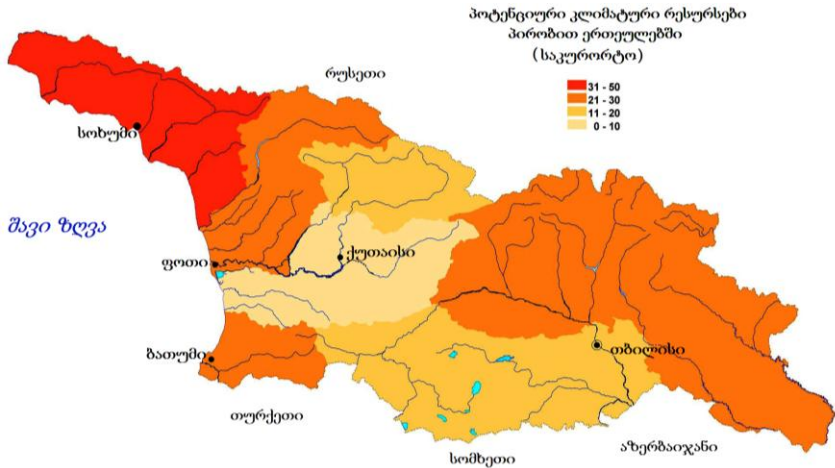 პოტენციური კლიმატური რესურსები
პირობით ერთეულებში
(საკურორტო)
31 - 50
21 - 30
11 - 20
0 - 10
რუსეთი
სოხუმი
შავი ზღვა
ფოთი
ქუთაისი
ბათუმი
თბილისი
თურქეთი
სომხეთი
აზერბაიჯანი